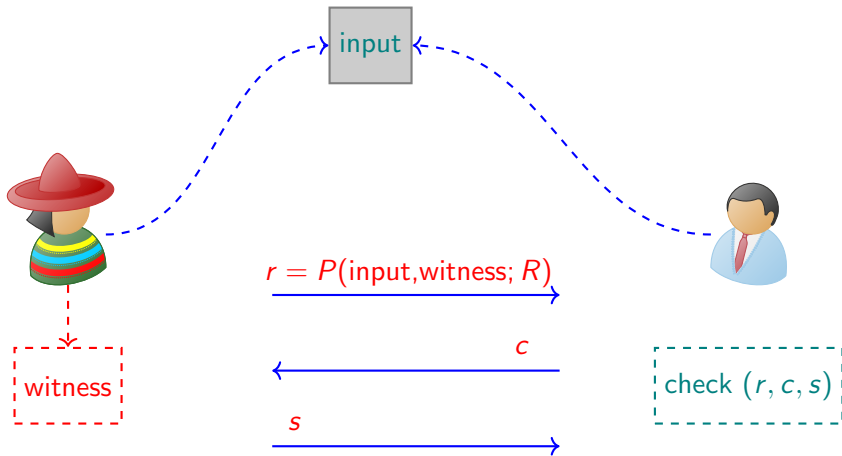 input
r = P(input,witness; R)
c
witness
check (r, c, s)
s